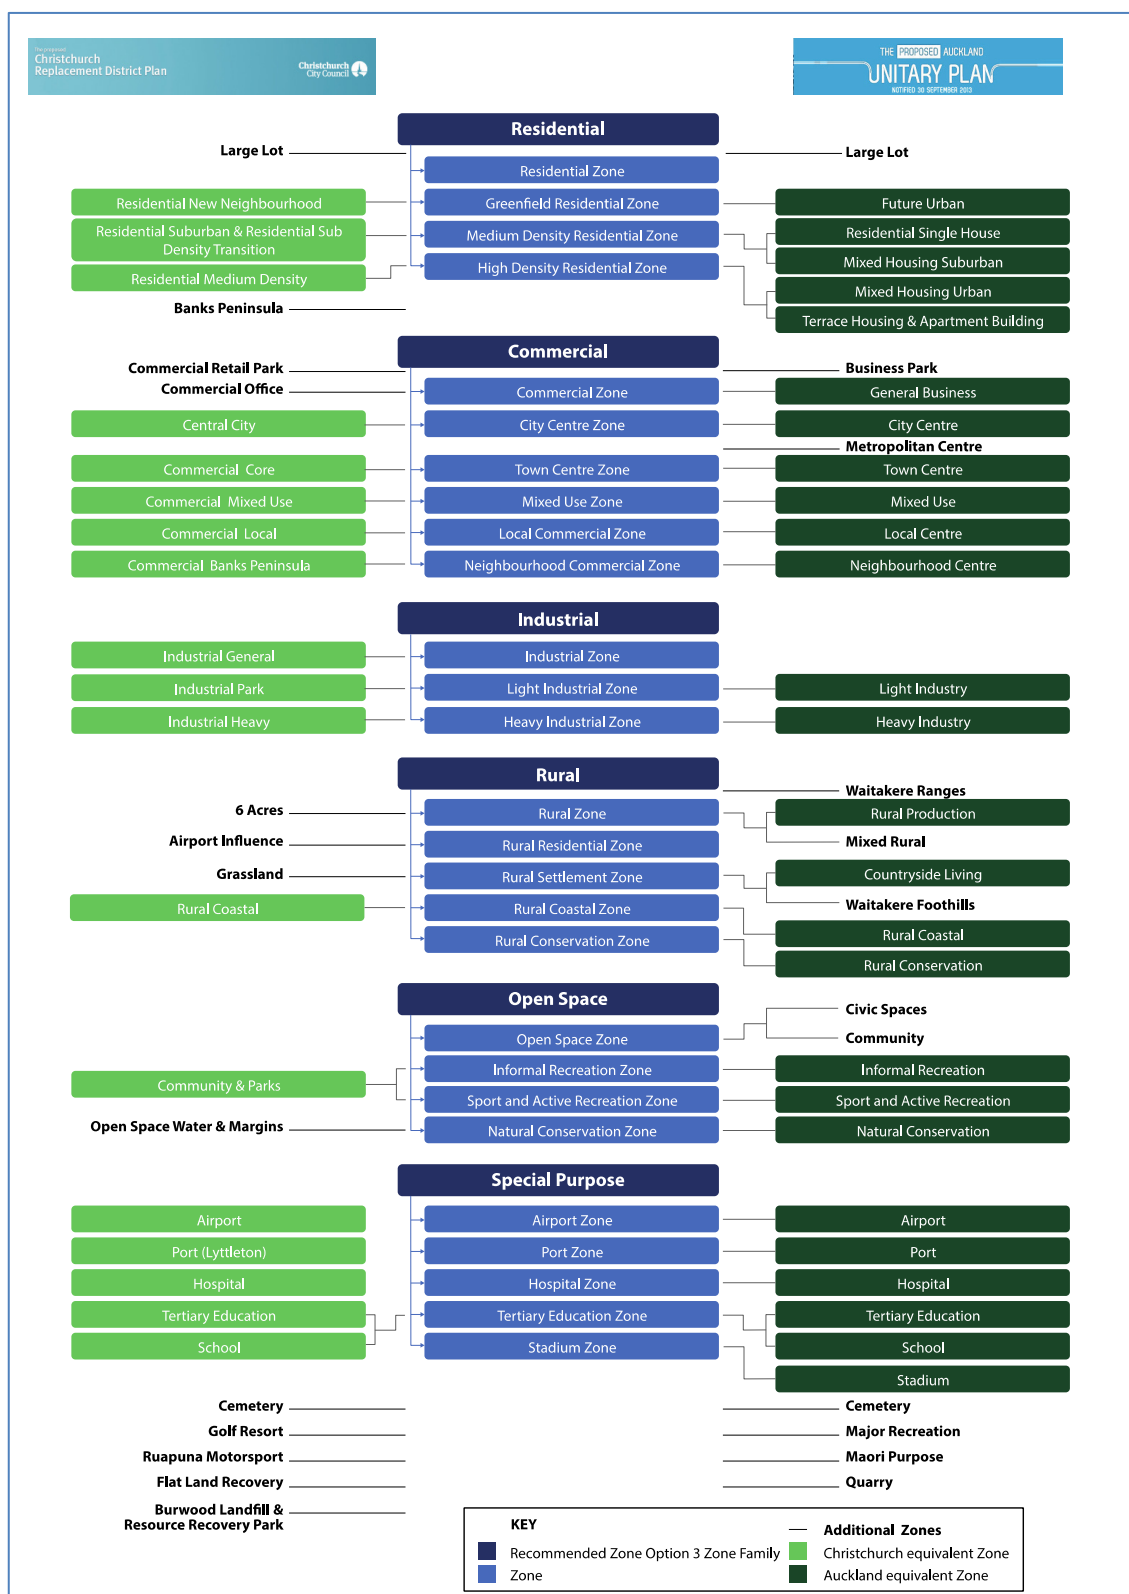 The proposed
Christchurch
Replacement District Plan
Christchurch
City Council
THE PROPOSED AUCKLAND
UNITARY PLAN
NOTIFIED 30 SEPTEMBER 2013
Residential
Large Lot
Large Lot
Residential Zone
Residential New Neighbourhood
Greenfield Residential Zone
Future Urban
Residential Suburban & Residential Sub
Density Transition
Medium Density Residential Zone
Residential Single House
Mixed Housing Suburban
Residential Medium Density
High Density Residential Zone
Mixed Housing Urban
Banks Peninsula
Terrace Housing & Apartment Building
Commercial
Commercial Retail Park
Business Park
Commercial Office
Commercial Zone
General Business
Central City
City Centre Zone
City Centre
Metropolitan Centre
Commercial Core
Town Centre Zone
Town Centre
Commercial Mixed Use
Mixed Use Zone
Mixed Use
Commercial Local
Local Commercial Zone
Local Centre
Commercial Banks Peninsula
Neighbourhood Commercial Zone
Neighbourhood Centre
Industrial
Industrial General
Industrial Zone
Industrial Park
Light Industrial Zone
Light Industry
Industrial Heavy
Heavy Industrial Zone
Heavy Industry
Rural
Waitakere Ranges
6 Acres
Rural Zone
Rural Production
Airport Influence
Rural Residential Zone
Mixed Rural
Grassland
Rural Settlement Zone
Countryside Living
Waitakere Foothills
Rural Coastal
Rural Coastal Zone
Rural Coastal
Rural Conservation Zone
Rural Conservation
Open Space
Civic Spaces
Open Space Zone
Community
Informal Recreation Zone
Informal Recreation
Community & Parks
Sport and Active Recreation Zone
Sport and Active Recreation
Open Space Water & Margins
Natural Conservation Zone
Natural Conservation
Special Purpose
Airport
Airport Zone
Airport
Port (Lyttleton)
Port Zone
Port
Hospital
Hospital Zone
Hospital
Tertiary Education
Tertiary Education Zone
Tertiary Education
School
Stadium Zone
School
Stadium
Cemetery
Cemetery
Golf Resort
Major Recreation
Ruapuna Motorsport
Maori Purpose
Flat Land Recovery
Quarry
Burwood Landfill &
Resource Recovery Park
KEY
Additional Zones
Recommended Zone Option 3 Zone Family
Christchurch equivalent Zone
Zone
Auckland equivalent Zone